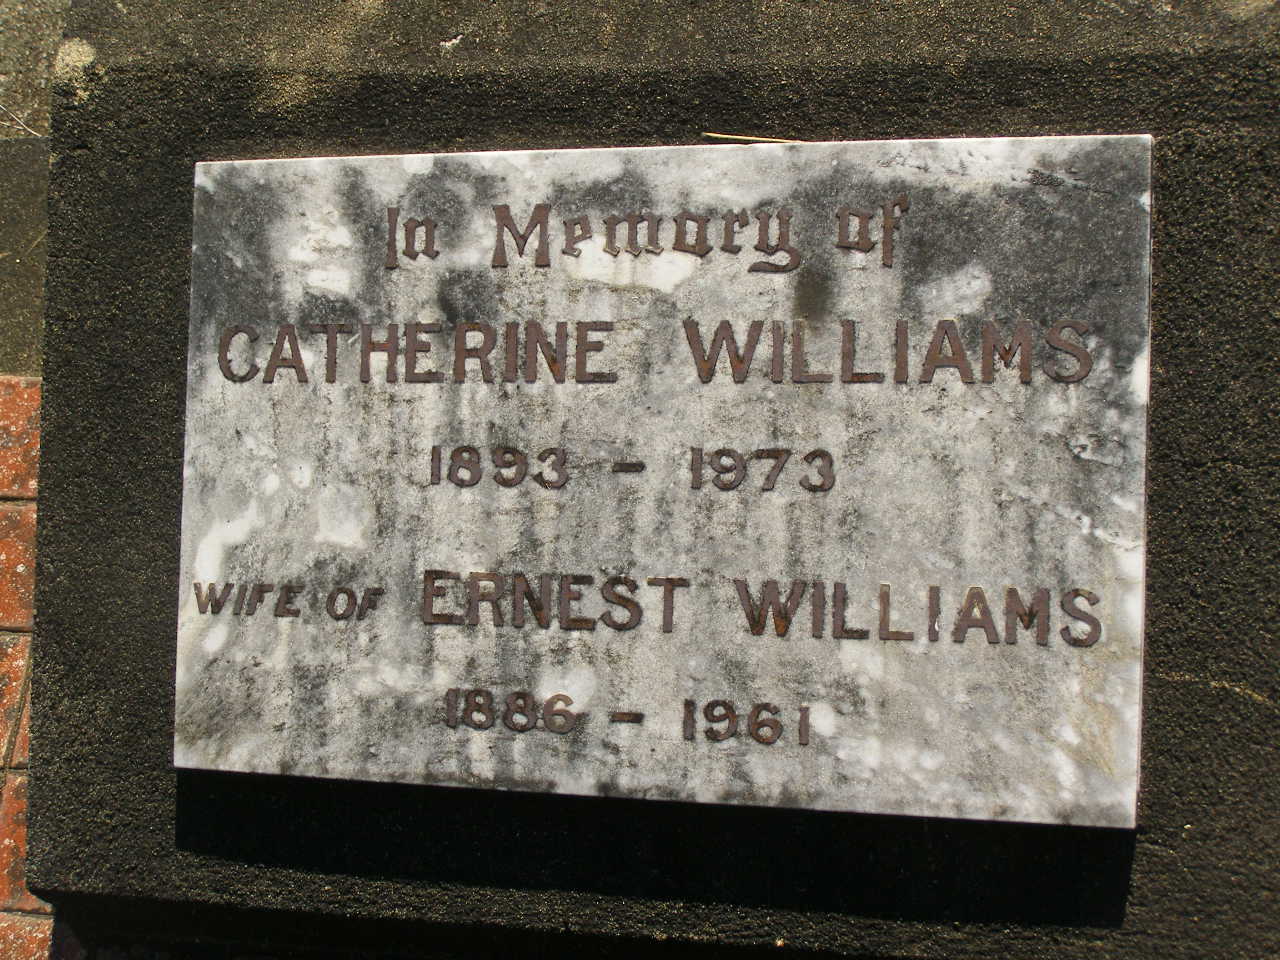 In Memory of
CATHERINE WILLIAMS
1893 - 1973
WIFE OF ERNEST WILLIAMS
1886 - 1961